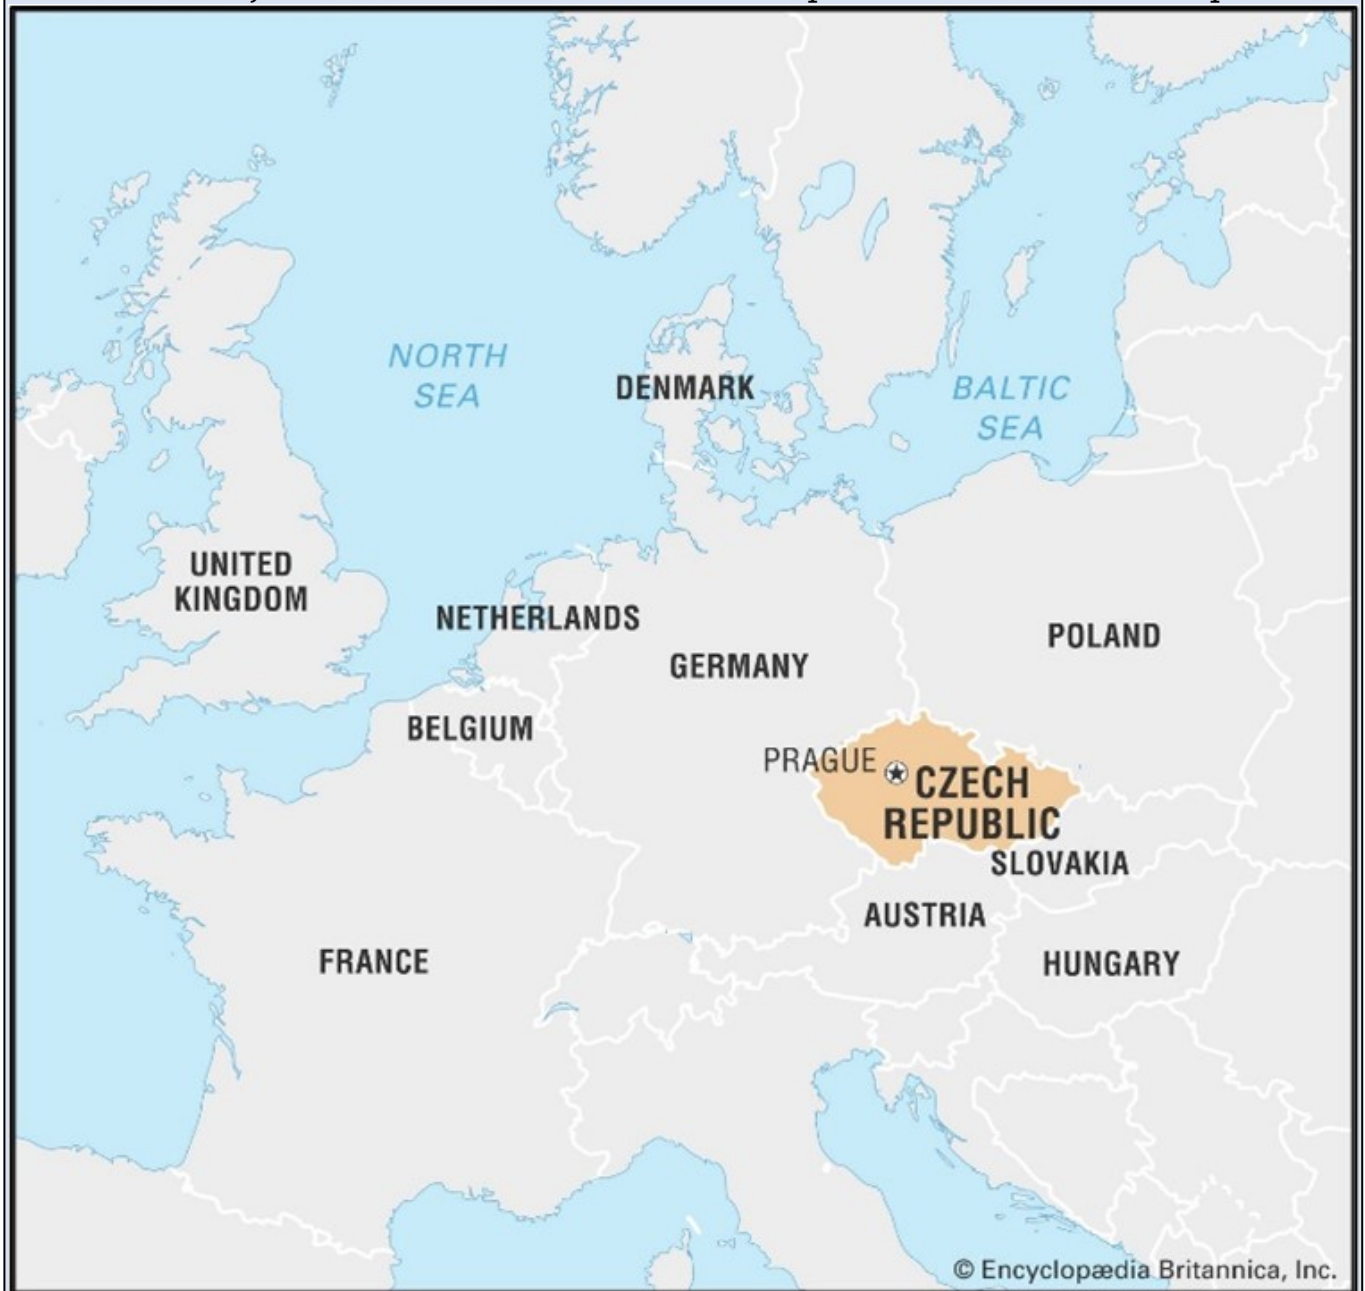 NORTH
SEA
DENMARK
BALTIC
SEA
UNITED
KINGDOM
NETHERLANDS
POLAND
GERMANY
BELGIUM
PRAGUE
CZECH
REPUBLIC
SLOVAKIA
AUSTRIA
FRANCE
HUNGARY
© Encyclopædia Britannica, Inc.